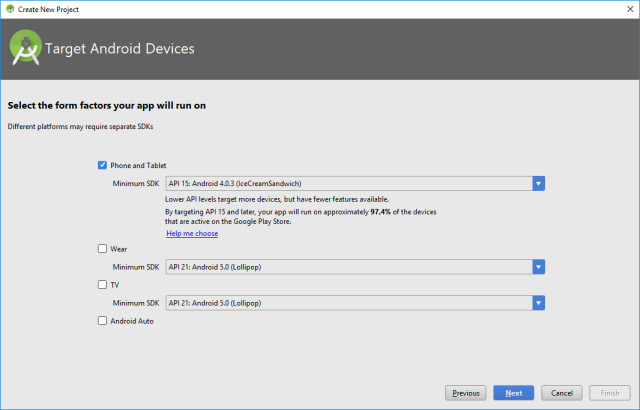 Create New Project
Target Android Devices
Select the form factors your app will run on
Different platforms may require separate SDKs
Phone and Tablet
Minimum SDK API 15: Android 4.0.3 (IceCreamSandwich)
Lower API levels target more devices, but have fewer features available.
By targeting API 15 and later, your app will run on approximately 97,4% of the devices
that are active on the Google Play Store.
Help me choose
Wear
Minimum SDK API 21: Android 5.0 (Lollipop)
TV
Minimum SDK API 21: Android 5.0 (Lollipop)
Android Auto
Previous Next Cancel Finish